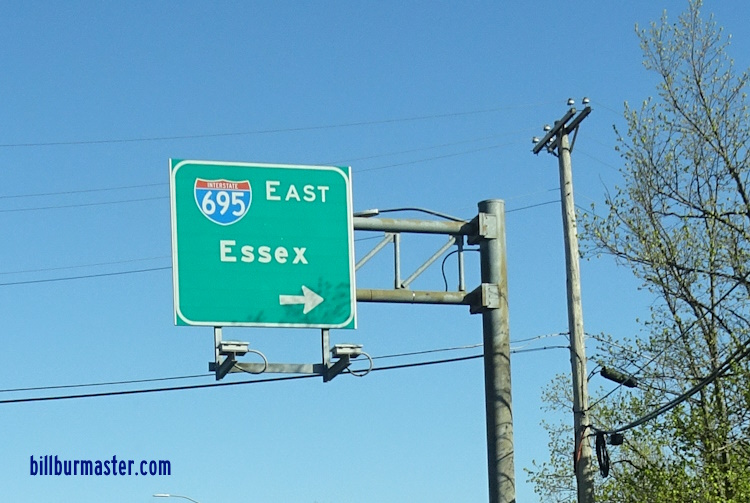 INTERSTATE
695 EAST
Essex
billburmaster.com